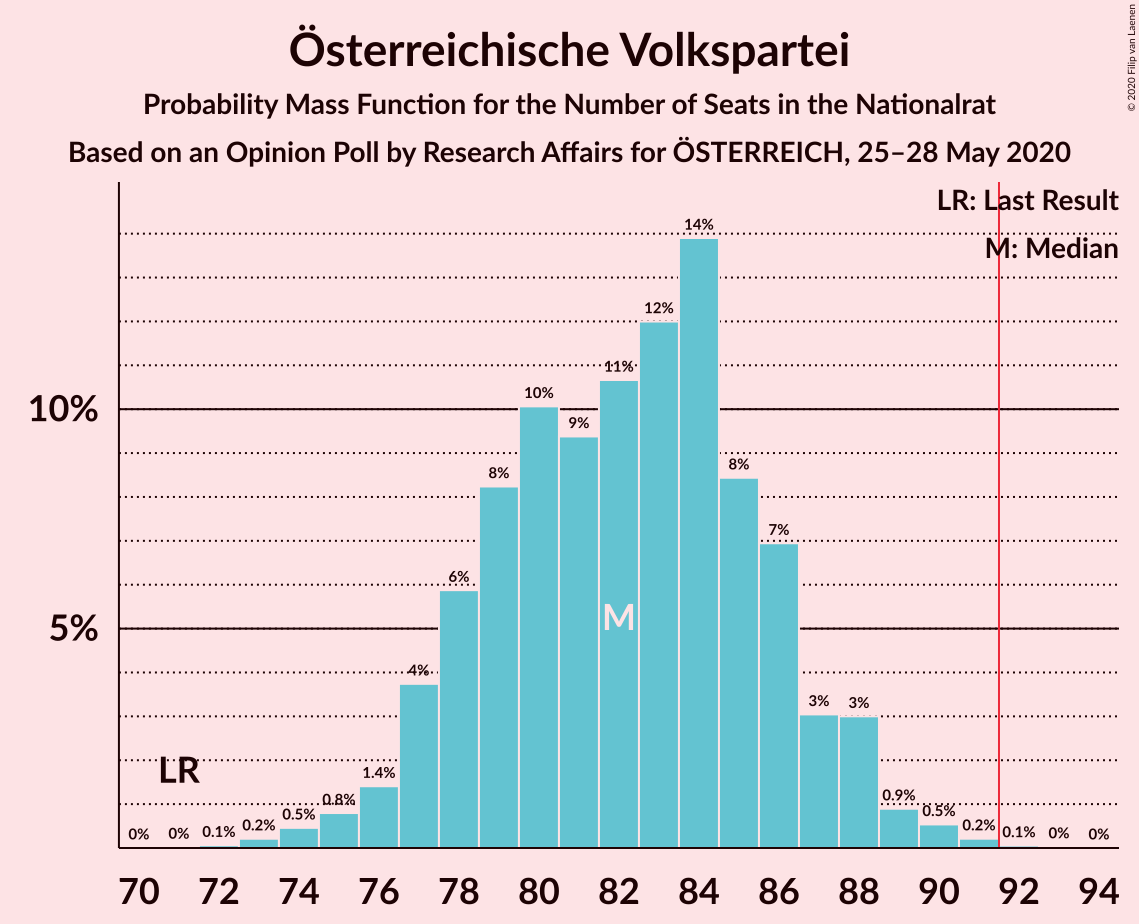 Österreichische Volkspartei
Probability Mass Function for the Number of Seats in the Nationalrat
Based on an Opinion Poll by Research Affairs for ÖSTERREICH, 25–28 May 2020
© 2020 Filip van Laenen
LR: Last Result
M: Median
10%
5%
LR
M
0% 0% 0.1% 0.2% 0.5% 0.8% 1.4% 4% 6% 8% 10% 9% 11% 12% 14% 8% 7% 3% 3% 0.9% 0.5% 0.2% 0.1% 0% 0%
70 72 74 76 78 80 82 84 86 88 90 92 94